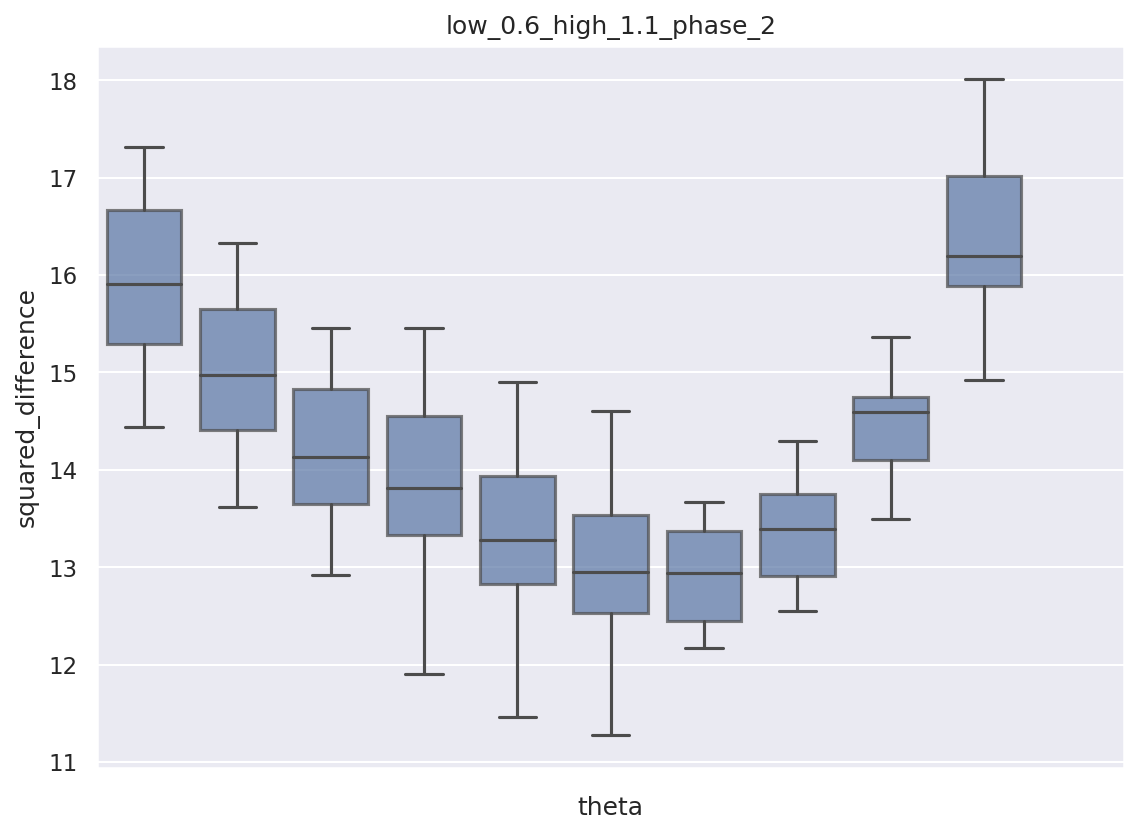 low_0.6_high_1.1_phase_2
squared_difference
18
17
16
15
14
13
12
11
theta